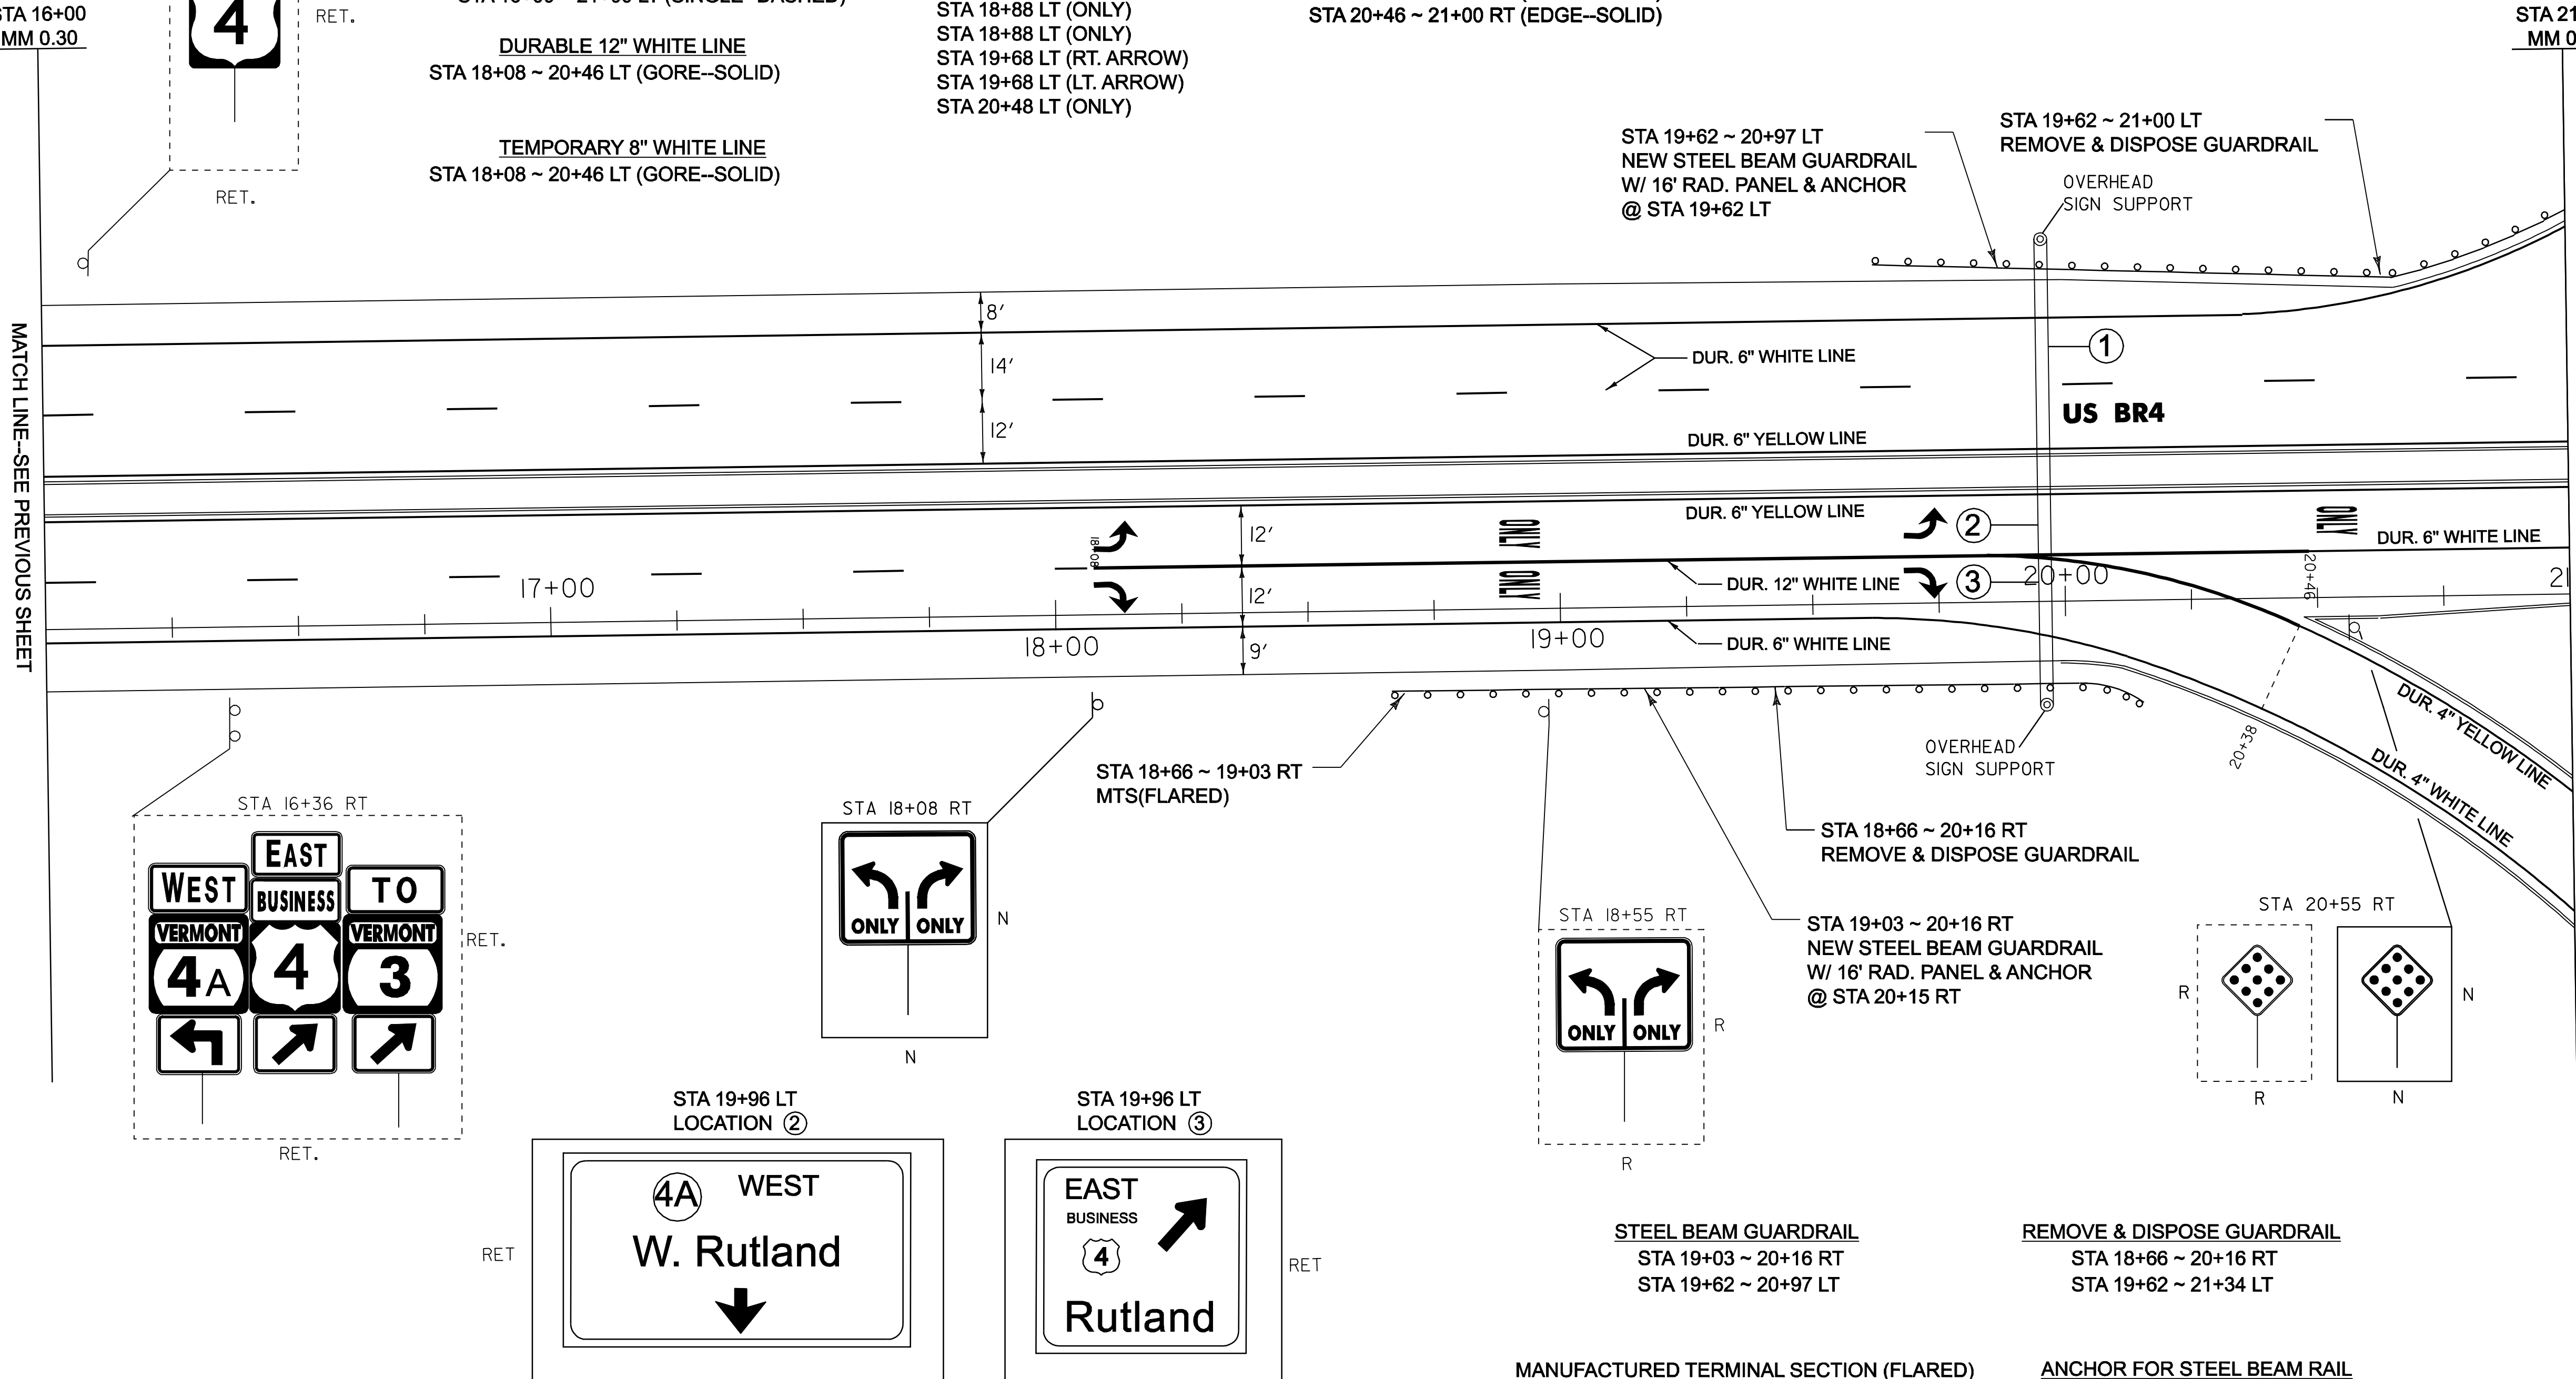 STA 16+00
MM 0.30
4
RET.
RET.
DURABLE 12" WHITE LINE
STA 18+08 ~ 20+46 LT (GORE--SOLID)
TEMPORARY 8" WHITE LINE
STA 18+08 ~ 20+46 LT (GORE--SOLID)
STA 18+88 LT (ONLY)
STA 18+88 LT (ONLY)
STA 19+68 LT (RT. ARROW)
STA 19+68 LT (LT. ARROW)
STA 20+48 LT (ONLY)
STA 20+46 ~ 21+00 RT (EDGE--SOLID)
STA 21
MM 0
STA 19+62 ~ 20+97 LT
NEW STEEL BEAM GUARDRAIL
W/ 16' RAD. PANEL & ANCHOR
@ STA 19+62 LT
STA 19+62 ~ 21+00 LT
REMOVE & DISPOSE GUARDRAIL
OVERHEAD
SIGN SUPPORT
MATCH LINE--SEE PREVIOUS SHEET
8'
14'
12'
DUR. 6" WHITE LINE
1
US BR4
DUR. 6" YELLOW LINE
DUR. 6" YELLOW LINE
12'
ONLY
2
ONLY
DUR. 6" WHITE LINE
18+08
17+00
12'
ONLY
DUR. 12" WHITE LINE
3
20+00
20+46
21
18+00
9'
19+00
DUR. 6" WHITE LINE
DUR. 4" YELLOW LINE
DUR. 4" WHITE LINE
20+38
OVERHEAD
SIGN SUPPORT
STA 18+66 ~ 19+03 RT
MTS(FLARED)
STA 18+66 ~ 20+16 RT
REMOVE & DISPOSE GUARDRAIL
STA 19+03 ~ 20+16 RT
NEW STEEL BEAM GUARDRAIL
W/ 16' RAD. PANEL & ANCHOR
@ STA 20+15 RT
STA 16+36 RT
EAST
WEST
BUSINESS
TO
VERMONT
4A
4
VERMONT
3
RET.
RET.
STA 18+08 RT
ONLY ONLY
N
N
STA 18+55 RT
ONLY ONLY
R
R
STA 20+55 RT
R
N
R
N
STA 19+96 LT
LOCATION 2
RET
4A WEST
W. Rutland
STA 19+96 LT
LOCATION 3
EAST
BUSINESS
4
Rutland
RET
STEEL BEAM GUARDRAIL
STA 19+03 ~ 20+16 RT
STA 19+62 ~ 20+97 LT
REMOVE & DISPOSE GUARDRAIL
STA 18+66 ~ 20+16 RT
STA 19+62 ~ 21+34 LT
MANUFACTURED TERMINAL SECTION (FLARED)
ANCHOR FOR STEEL BEAM RAIL